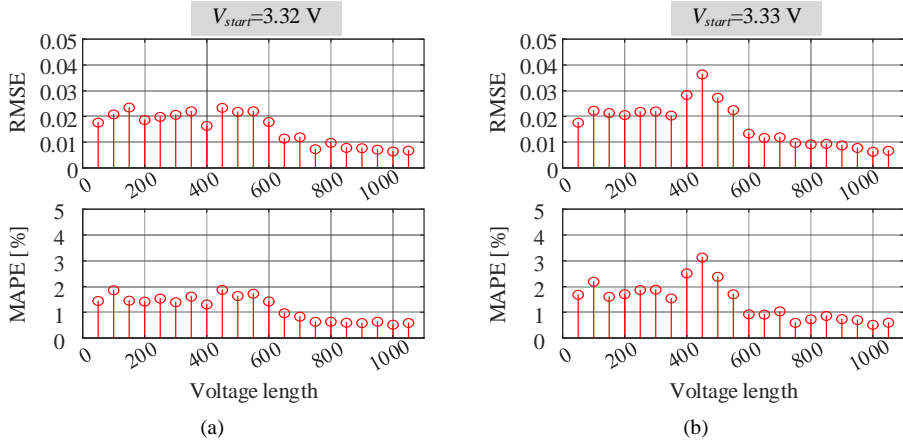 V_start=3.32 V
RMSE
0.05
0.04
0.03
0.02
0.01
0
0 200 400 600 800 1000
MAPE [%]
5
4
3
2
1
0
0 200 400 600 800 1000
Voltage length
(a)
V_start=3.33 V
RMSE
0.05
0.04
0.03
0.02
0.01
0
0 200 400 600 800 1000
MAPE [%]
5
4
3
2
1
0
0 200 400 600 800 1000
Voltage length
(b)